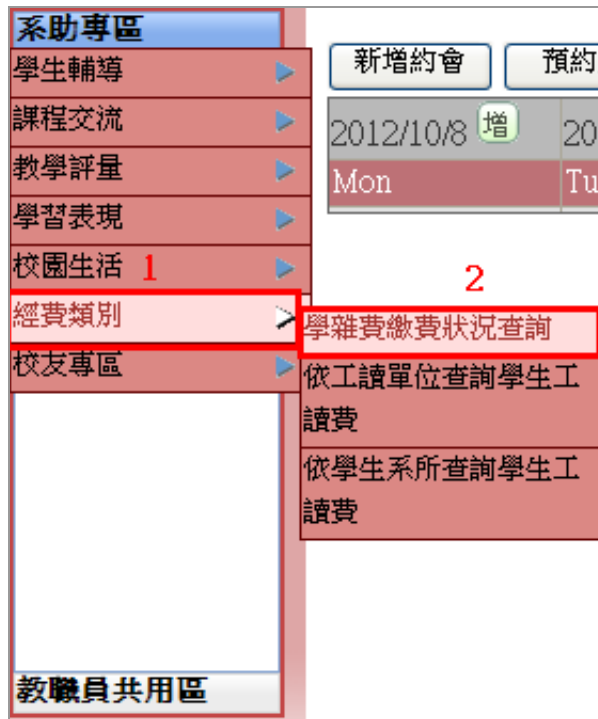 系助專區
學生輔導
課程交流
教學評量
學習表現
校園生活 1
經費類別
校友專區
教職員共用區
新增約會 預約
2012/10/8 增 20
Mon Tu
2
學雜費繳費狀況查詢
依工讀單位查詢學生工
讀費
依學生系所查詢學生工
讀費